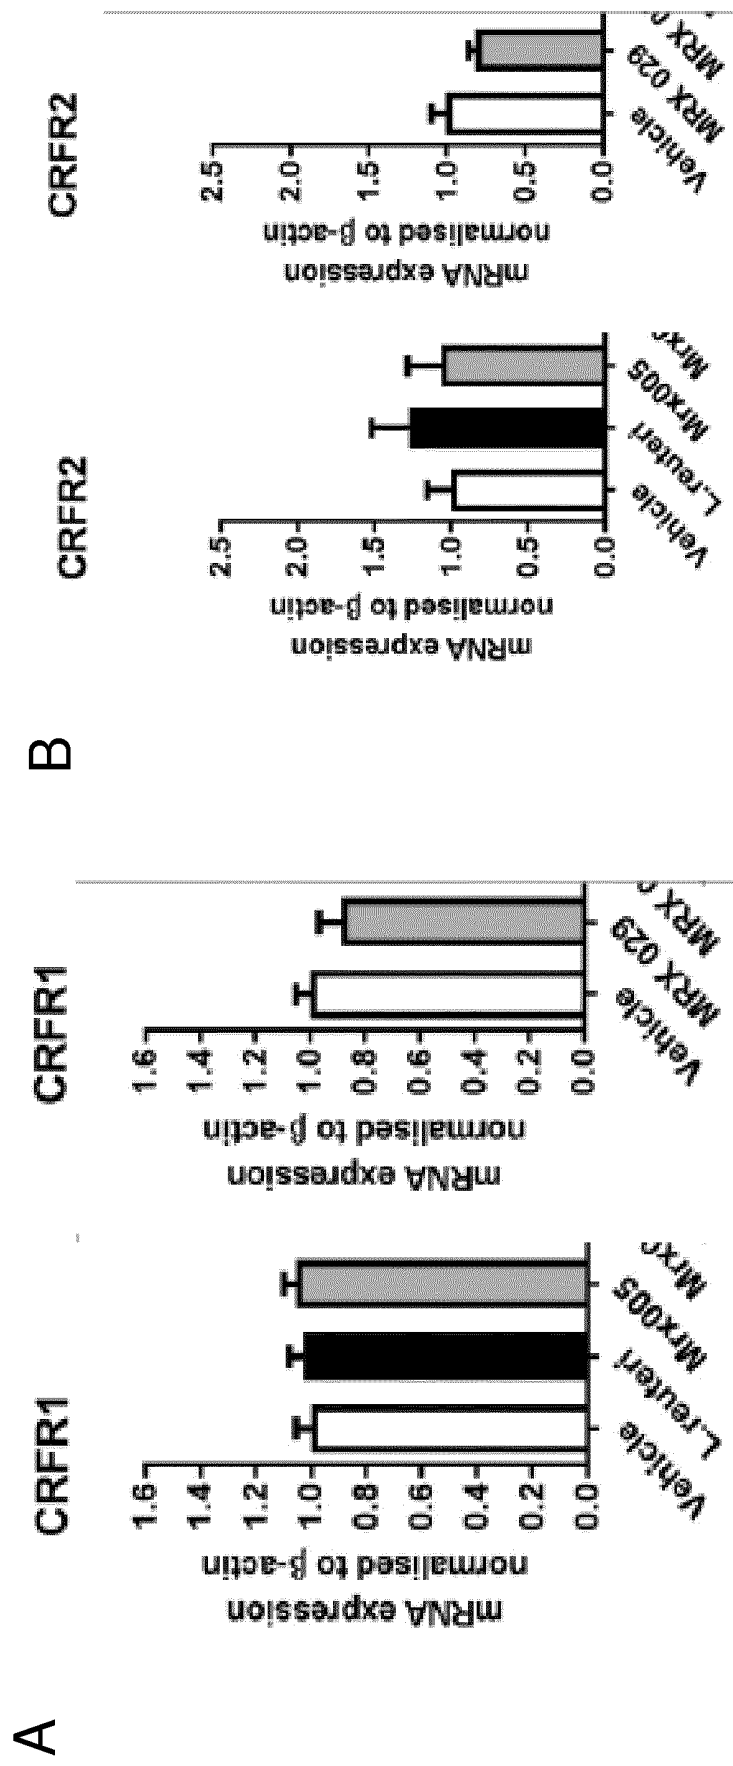 A
CRFR1
mRNA expression
normalised to β-actin
1.6
1.4
1.2
1.0
0.8
0.6
0.4
0.2
0.0
Vehicle
L.reuteri
Mrx005
CRFR1
mRNA expression
normalised to β-actin
1.6
1.4
1.2
1.0
0.8
0.6
0.4
0.2
0.0
Vehicle
MRX 029
MRX
B
CRFR2
mRNA expression
normalised to β-actin
2.5
2.0
1.5
1.0
0.5
0.0
Vehicle
L.reuteri
Mrx005
CRFR2
mRNA expression
normalised to β-actin
2.5
2.0
1.5
1.0
0.5
0.0
Vehicle
MRX 029
MRX